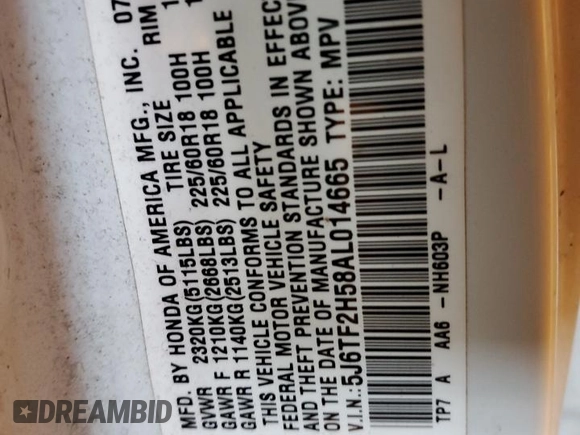 MFD. BY HONDA OF AMERICA MFG., INC. 07
GVWR 2320KG(5115LBS) TIRE SIZE RIM
GAWR F 1210KG(2668LBS) 225/60R18 100H
GAWR R 1140KG(2513LBS) 225/60R18 100H
THIS VEHICLE CONFORMS TO ALL APPLICABLE
FEDERAL MOTOR VEHICLE SAFETY
AND THEFT PREVENTION STANDARDS IN EFFEC
ON THE DATE OF MANUFACTURE SHOWN ABOV
V.I.N.:5J6TF2H58AL014665 TYPE: MPV
TP7 A AA6 -NH603P -A-L
DREAMBID